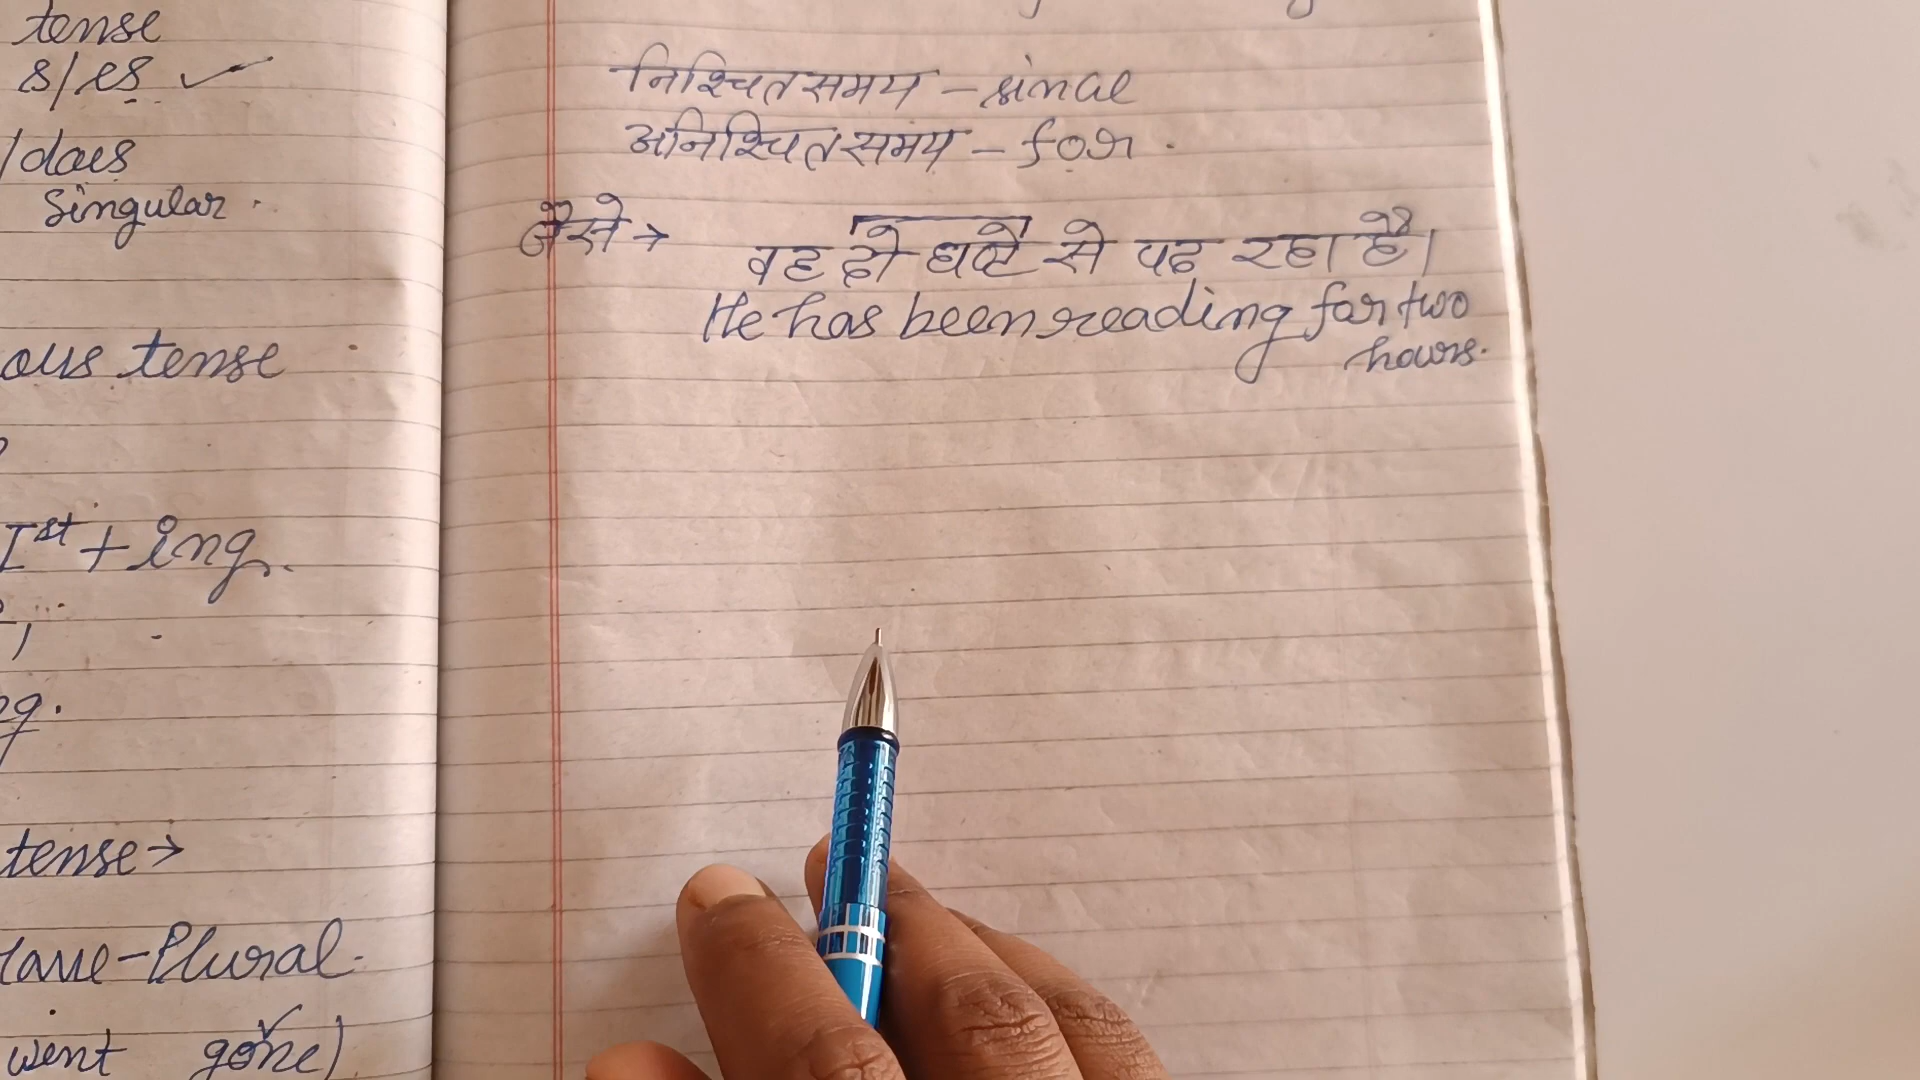 tense
s/es ✓
/does
Singular.
ous tense
Ist + ing.
tense →
have-Plural.
went gone)
निश्चित समय - since
अनिश्चित समय - for.
जैसे → वह दो घण्टे से पढ रहा है।
He has been reading for two
hours.